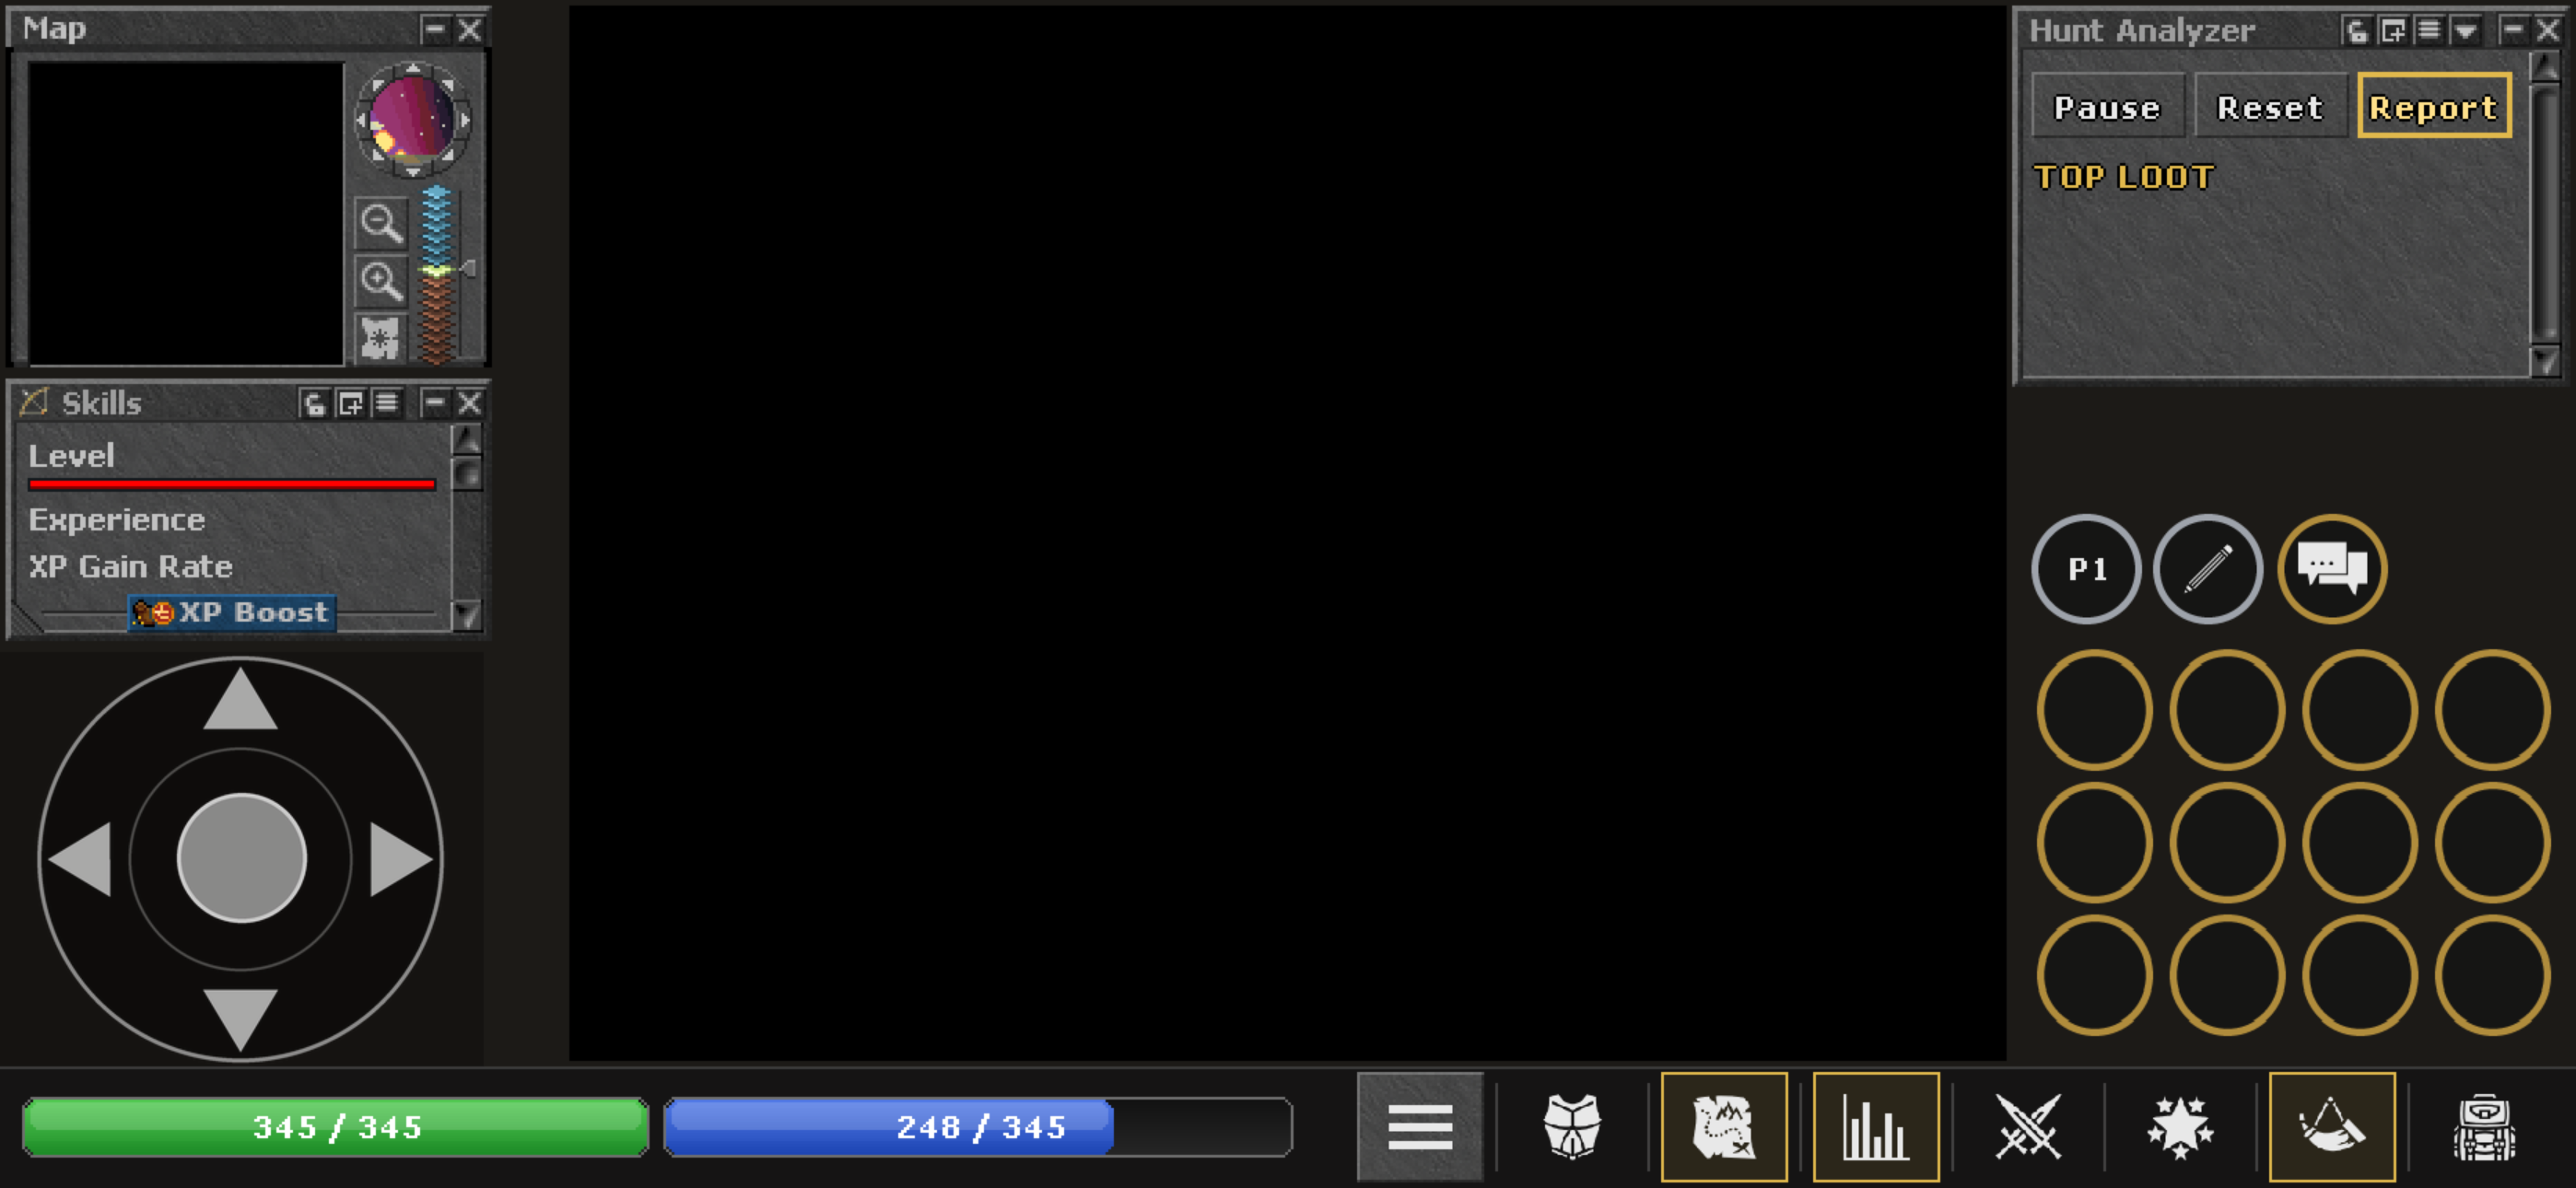 Map
Hunt Analyzer
Pause Reset Report
TOP LOOT
Skills
Level
Experience
XP Gain Rate
XP Boost
P1
345 / 345
248 / 345